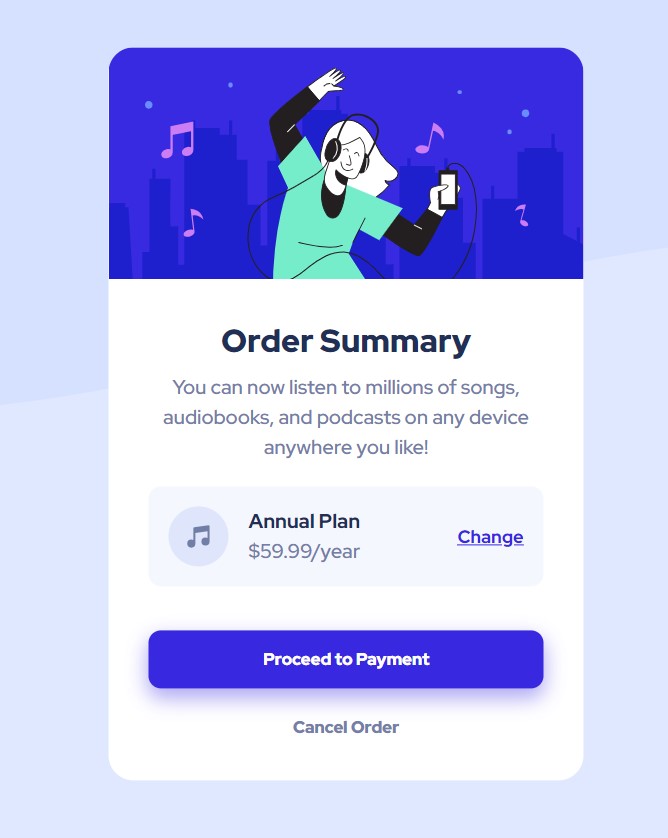 Order Summary
You can now listen to millions of songs,
audiobooks, and podcasts on any device
anywhere you like!
Annual Plan
$59.99/year
Change
Proceed to Payment
Cancel Order